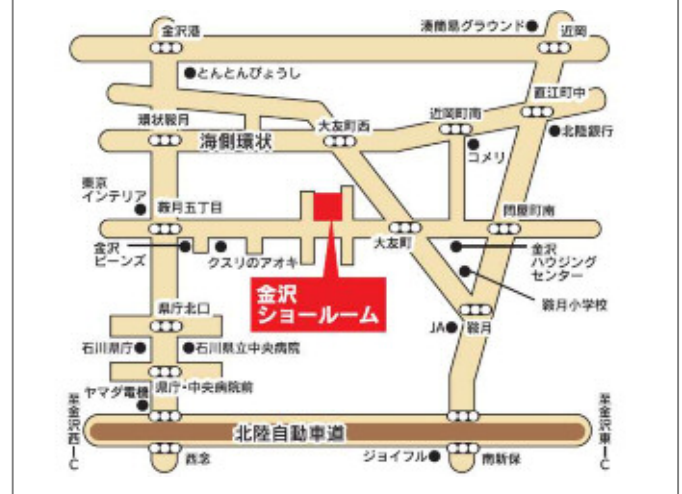 金沢港
湊簡易グラウンド
近岡
とんとんびょうし
直江町中
環状鞍月
海側環状
大友町西
近岡町南
北陸銀行
コメリ
東京
インテリア
鞍月五丁目
問屋町南
金沢
ビーンズ
クスリのアオキ
大友町
金沢
ハウジング
センター
金沢
ショールーム
鞍月小学校
県庁北口
JA
鞍月
石川県庁
石川県立中央病院
県庁・中央病院前
ヤマダ電機
至金沢西IC
北陸自動車道
至金沢東IC
西念
ジョイフル
南新保